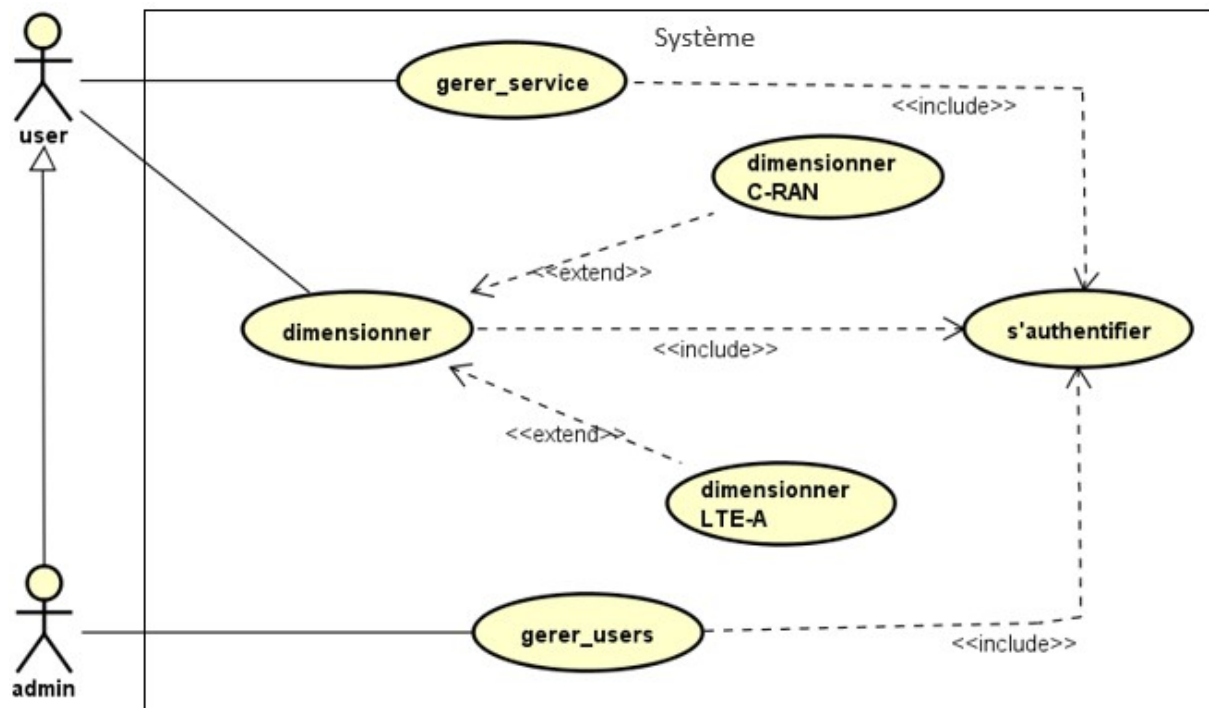 Système
gerer_service
<<include>>
user
dimensionner
C-RAN
<<extend>>
dimensionner
s'authentifier
<<include>>
<<extend>>
dimensionner
LTE-A
gerer_users
<<include>>
admin